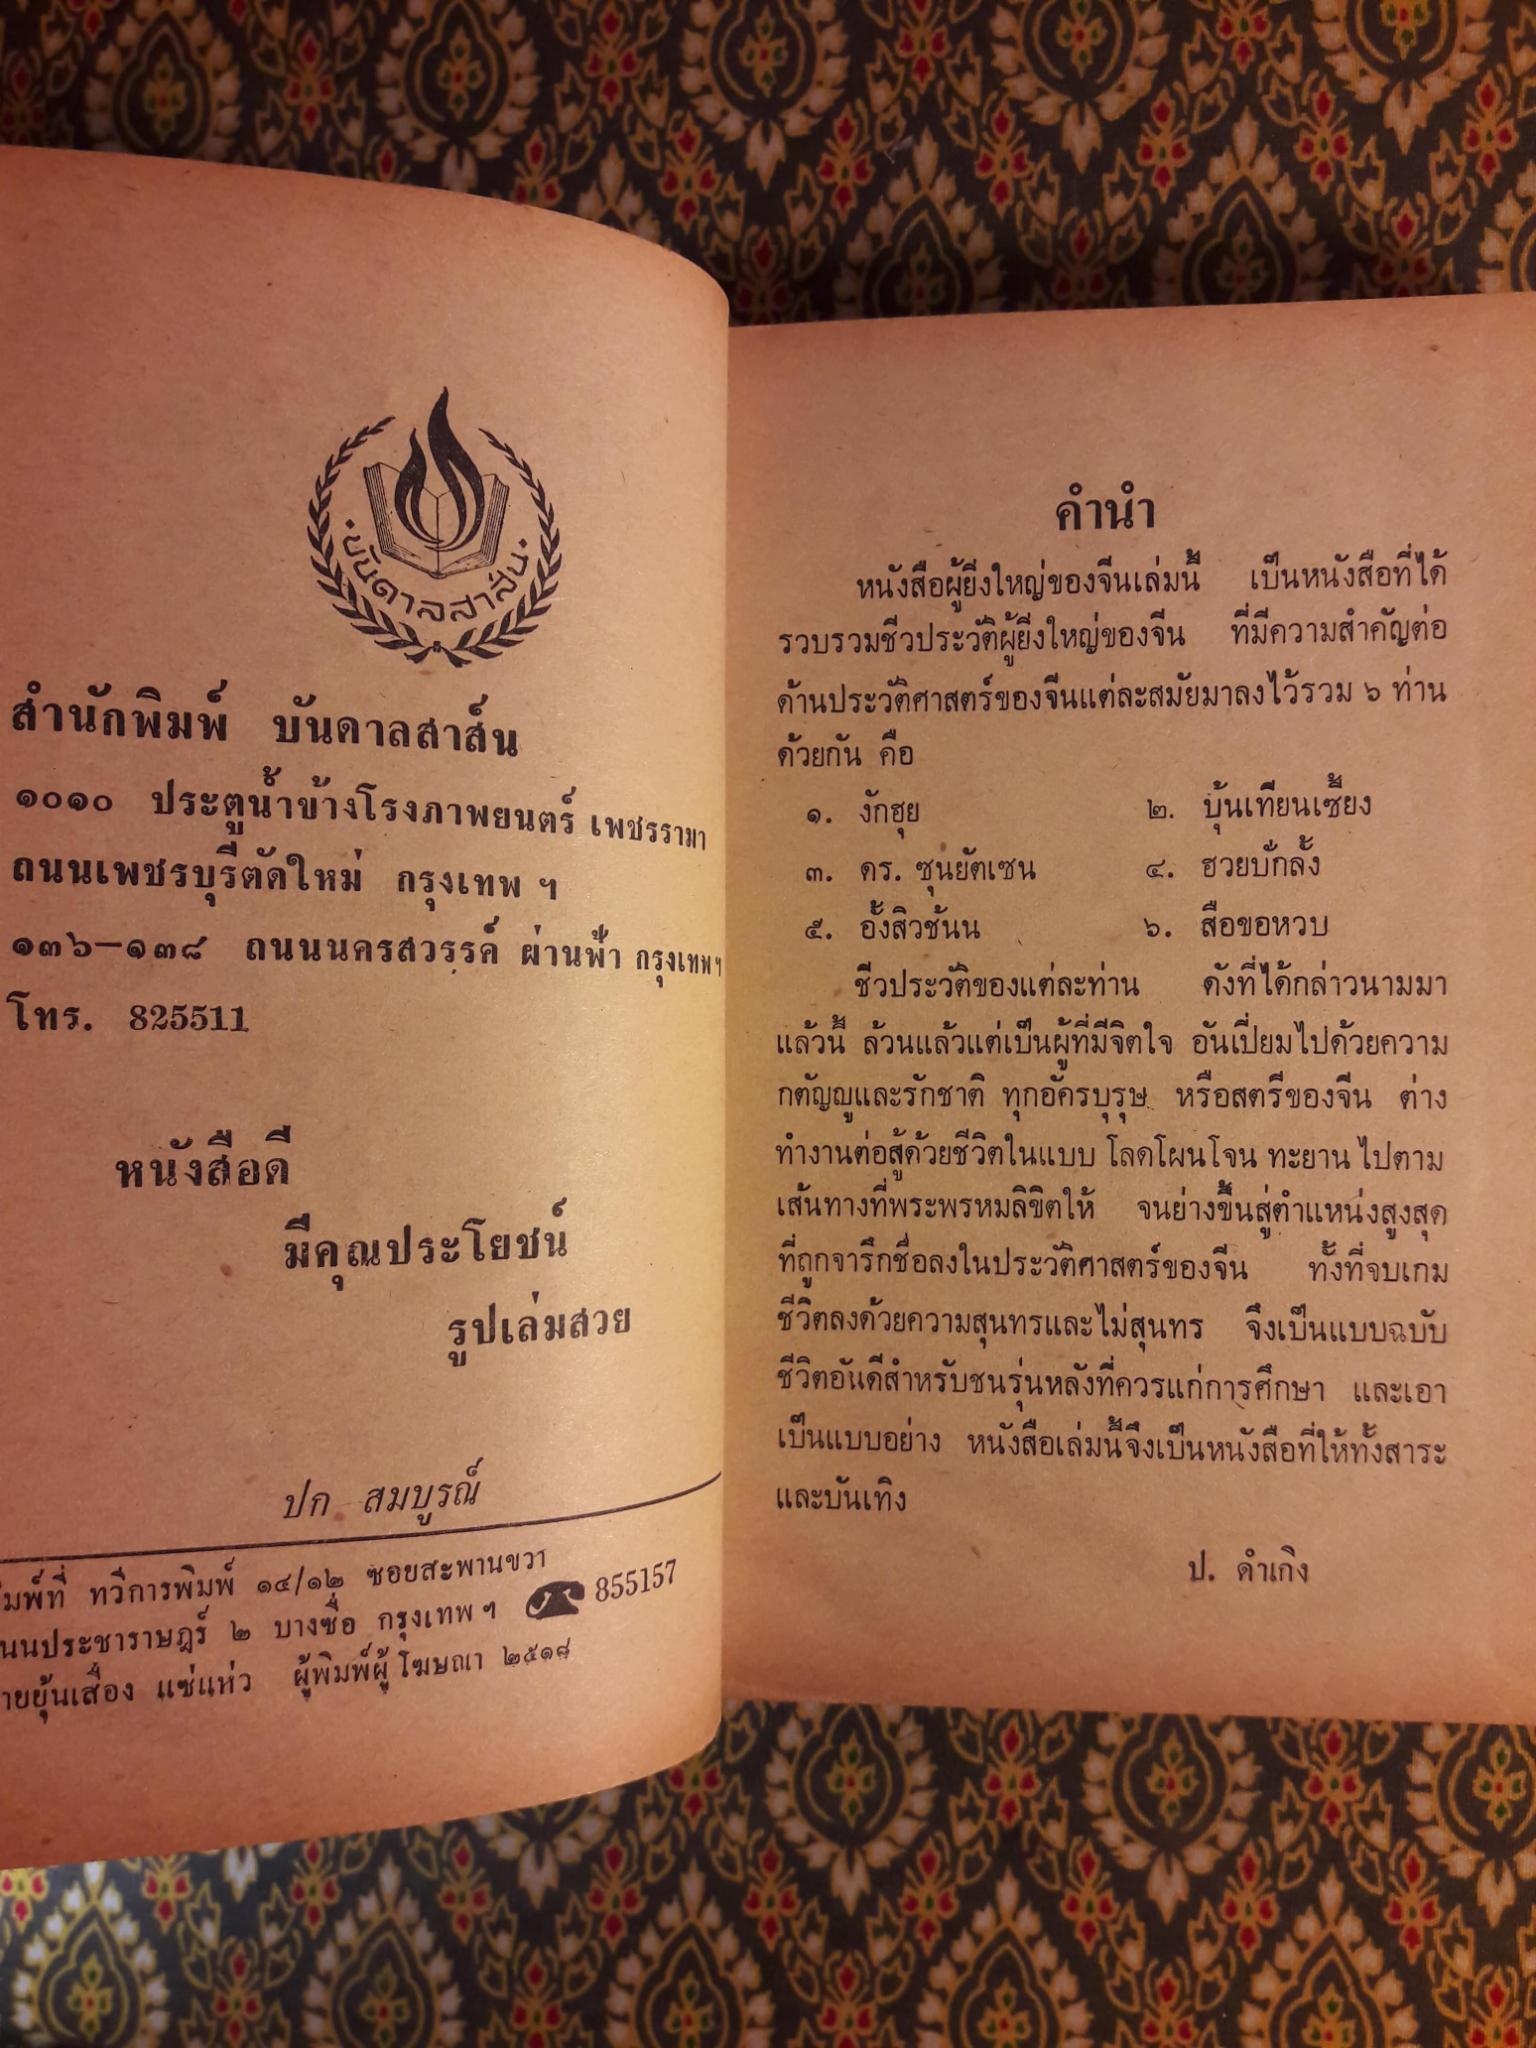 บันดาลสาส์น
สำนักพิมพ์ บันดาลสาส์น
๑๐๑๐ ประตูน้ำข้างโรงภาพยนตร์ เพชรรามา
ถนนเพชรบุรีตัดใหม่ กรุงเทพ ฯ
๑๓๖—๑๓๘ ถนนนครสวรรค์ ผ่านฟ้า กรุงเทพฯ
โทร. 825511
หนังสือดี
มีคุณประโยชน์
รูปเล่มสวย
ปก สมบูรณ์
พิมพ์ที่ ทวีการพิมพ์ ๑๔/๑๒ ซอยสะพานขวา
ถนนประชาราษฎร์ ๒ บางซื่อ กรุงเทพ ฯ 855157
นายยุ้นเสื่อง แซ่แห่ว ผู้พิมพ์ผู้โฆษณา ๒๕๑๘
คำนำ
หนังสือผู้ยิ่งใหญ่ของจีนเล่มนี้ เป็นหนังสือที่ได้
รวบรวมชีวประวัติผู้ยิ่งใหญ่ของจีน ที่มีความสำคัญต่อ
ด้านประวัติศาสตร์ของจีนแต่ละสมัยมาลงไว้รวม ๖ ท่าน
ด้วยกัน คือ
๑. งักฮุย ๒. บุ้นเทียนเซี้ยง
๓. ดร. ซุนยัตเซน ๔. ฮวยบั่กลั้ง
๕. อั้งสิวช้นน ๖. สือขอหวบ
ชีวประวัติของแต่ละท่าน ดังที่ได้กล่าวนามมา
แล้วนี้ ล้วนแล้วแต่เป็นผู้ที่มีจิตใจ อันเปี่ยมไปด้วยความ
กตัญญูและรักชาติ ทุกอัครบุรุษ หรือสตรีของจีน ต่าง
ทำงานต่อสู้ด้วยชีวิตในแบบ โลดโผนโจน ทะยาน ไปตาม
เส้นทางที่พระพรหมลิขิตให้ จนย่างขึ้นสู่ตำแหน่งสูงสุด
ที่ถูกจารึกชื่อลงในประวัติศาสตร์ของจีน ทั้งที่จบเกม
ชีวิตลงด้วยความสุนทรและไม่สุนทร จึงเป็นแบบฉบับ
ชีวิตอันดีสำหรับชนรุ่นหลังที่ควรแก่การศึกษา และเอา
เป็นแบบอย่าง หนังสือเล่มนี้จึงเป็นหนังสือที่ให้ทั้งสาระ
และบันเทิง
ป. ดำเกิง